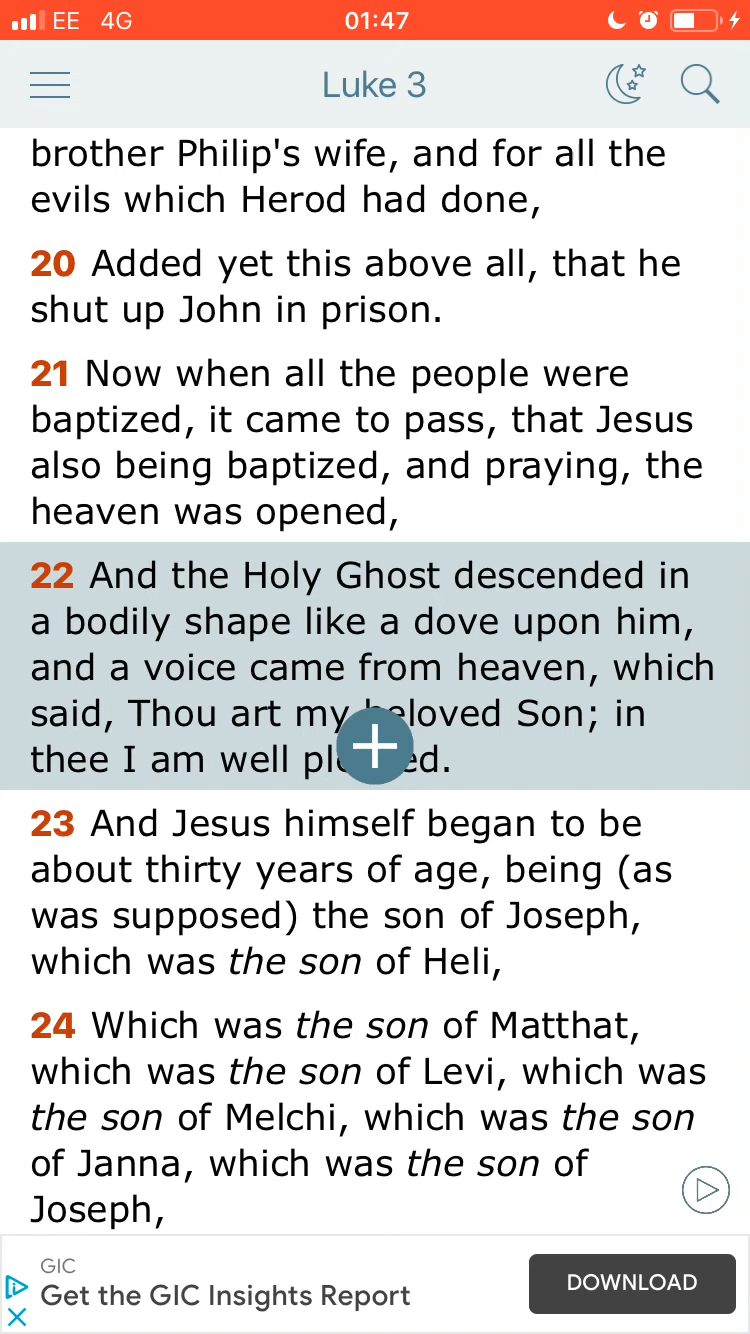 EE 4G 01:47
Luke 3
brother Philip's wife, and for all the
evils which Herod had done,
20 Added yet this above all, that he
shut up John in prison.
21 Now when all the people were
baptized, it came to pass, that Jesus
also being baptized, and praying, the
heaven was opened,
22 And the Holy Ghost descended in
a bodily shape like a dove upon him,
and a voice came from heaven, which
said, Thou art my beloved Son; in
thee I am well pleased.
23 And Jesus himself began to be
about thirty years of age, being (as
was supposed) the son of Joseph,
which was the son of Heli,
24 Which was the son of Matthat,
which was the son of Levi, which was
the son of Melchi, which was the son
of Janna, which was the son of
Joseph,
GIC
Get the GIC Insights Report
DOWNLOAD